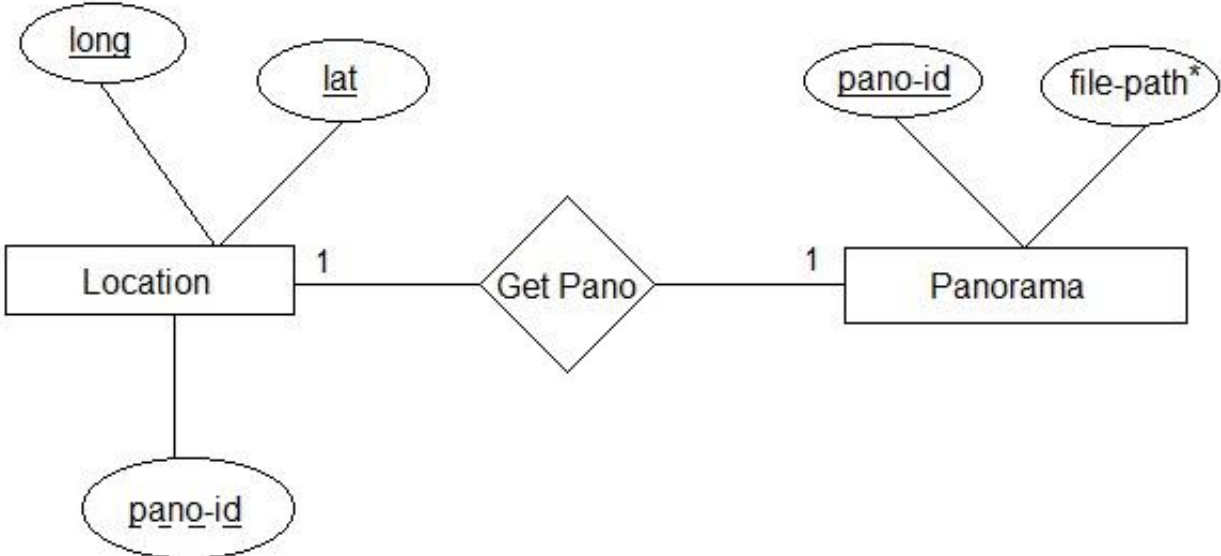 long
lat
pano-id
file-path*
1
1
Location
Get Pano
Panorama
pano-id